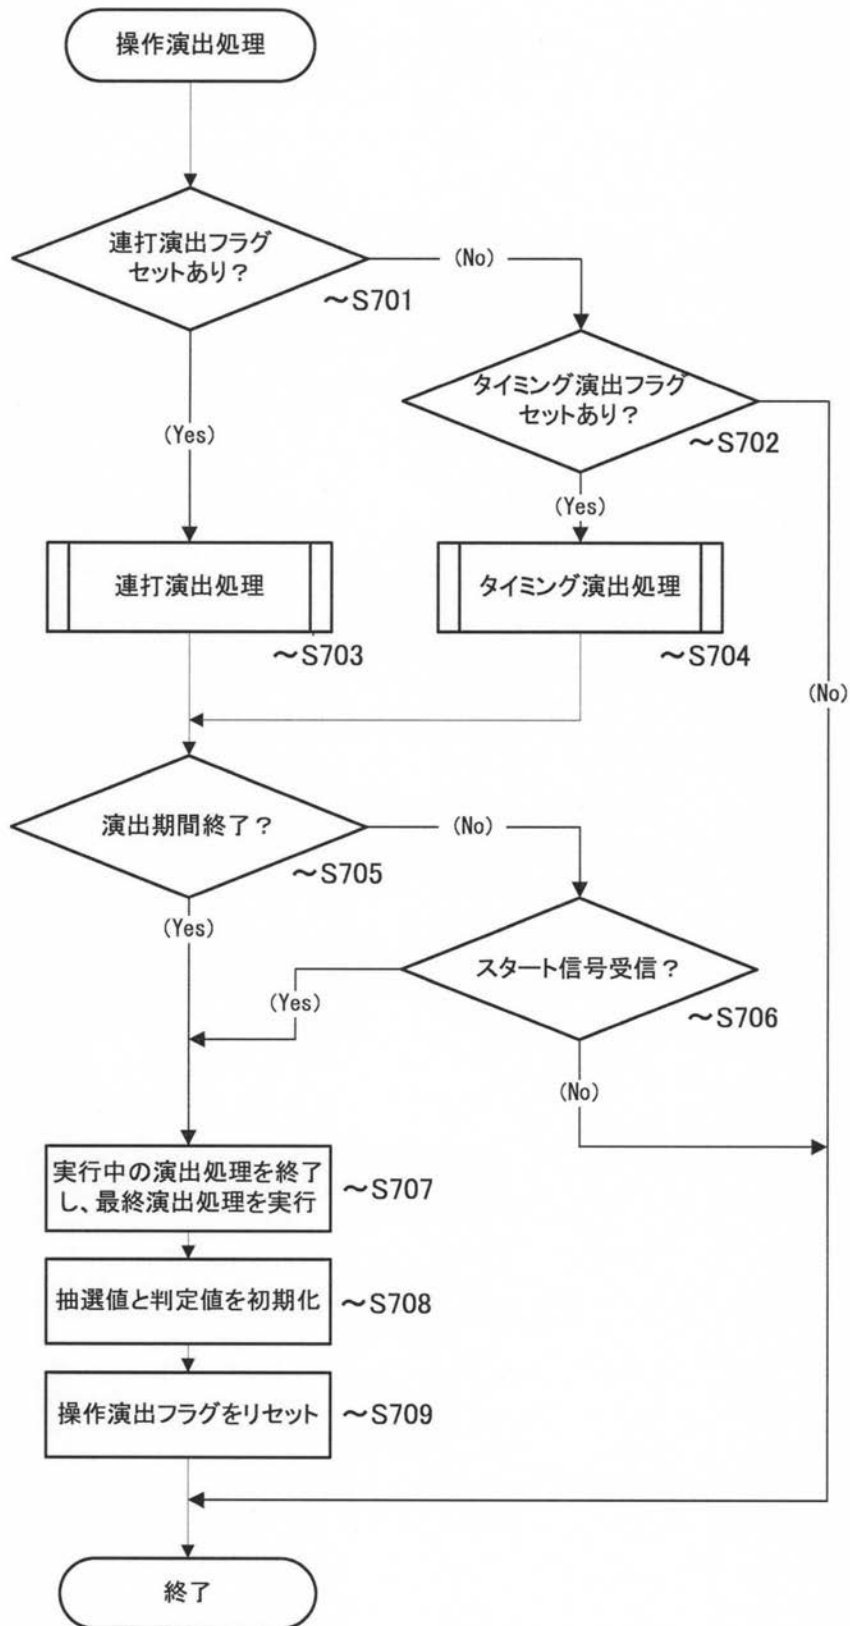 操作演出処理
連打演出フラグ
セットあり?
(No)
~S701
タイミング演出フラグ
セットあり?
~S702
(Yes)
(Yes)
連打演出処理
タイミング演出処理
~S703
~S704
(No)
演出期間終了?
(No)
~S705
(Yes)
スタート信号受信?
(Yes)
~S706
(No)
実行中の演出処理を終了
し、最終演出処理を実行
~S707
抽選値と判定値を初期化
~S708
操作演出フラグをリセット
~S709
終了